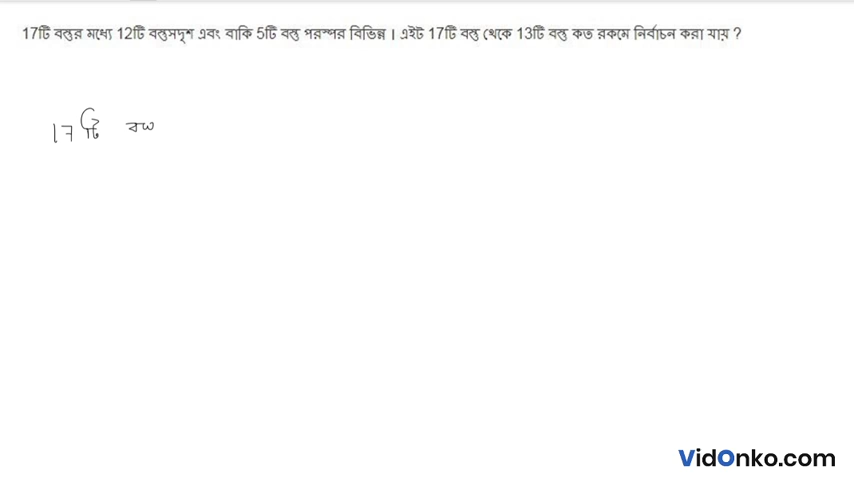 17টি বস্তুর মধ্যে 12টি বস্তুসদৃশ এবং বাকি 5টি বস্তু পরস্পর বিভিন্ন । এইট 17টি বস্তু থেকে 13টি বস্তু কত রকমে নির্বাচন করা যায় ?
17 টি
VidOnko.com